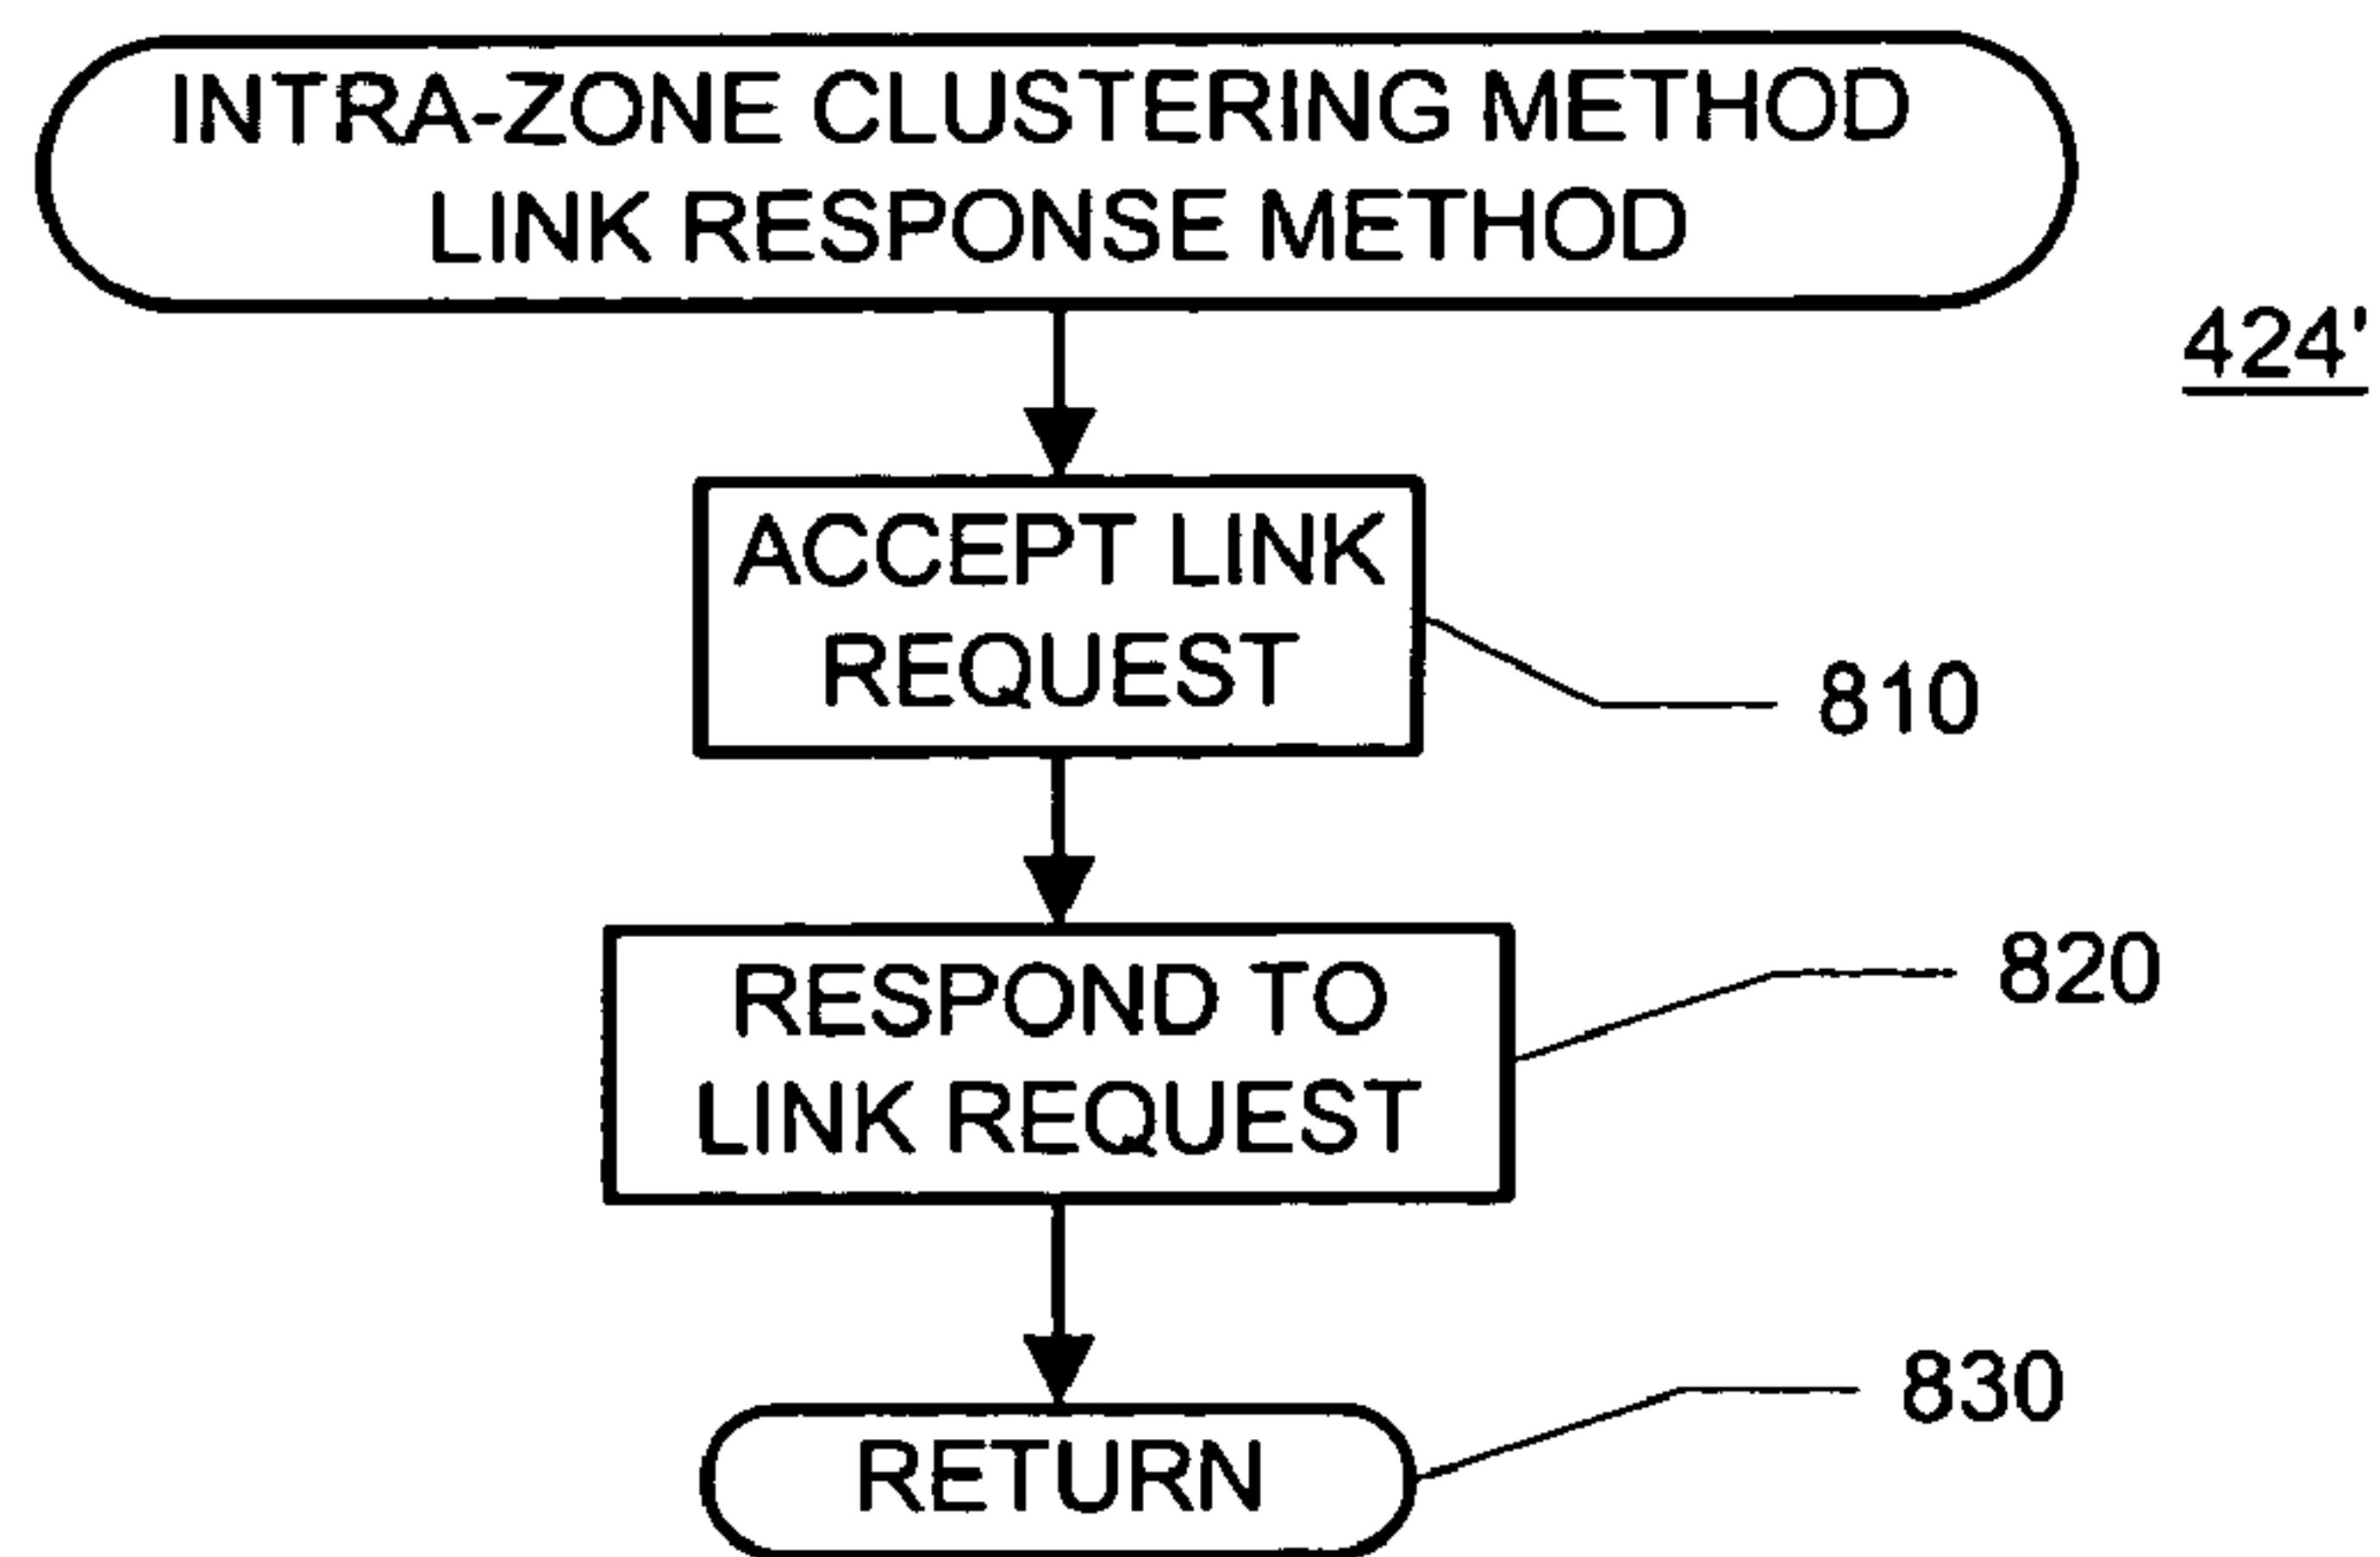 INTRA-ZONE CLUSTERING METHOD
LINK RESPONSE METHOD
424'
ACCEPT LINK
REQUEST
810
RESPOND TO
LINK REQUEST
820
RETURN
830